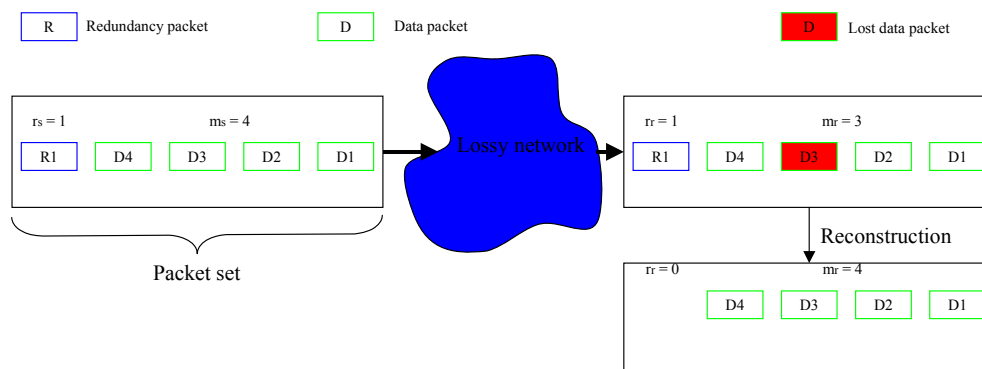 R Redundancy packet D Data packet D Lost data packet
rs = 1 ms = 4
R1 D4 D3 D2 D1
Packet set
Lossy network
rr = 1 mr = 3
R1 D4 D3 D2 D1
Reconstruction
rr = 0 mr = 4
D4 D3 D2 D1